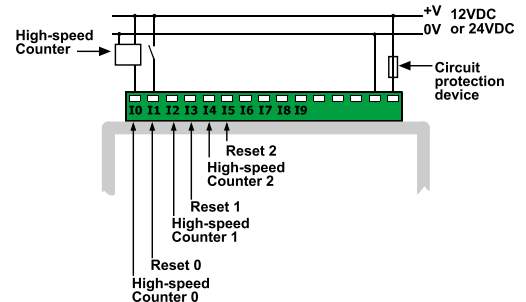 +V 12VDC
0V or 24VDC
High-speed
Counter
Circuit
protection
device
I0 I1 I2 I3 I4 I5 I6 I7 I8 I9
Reset 2
High-speed
Counter 2
Reset 1
High-speed
Counter 1
Reset 0
High-speed
Counter 0